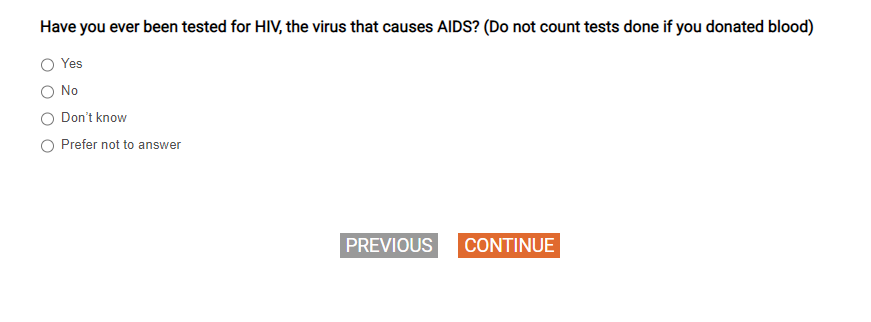 Have you ever been tested for HIV, the virus that causes AIDS? (Do not count tests done if you donated blood)
Yes
No
Don't know
Prefer not to answer
PREVIOUS CONTINUE